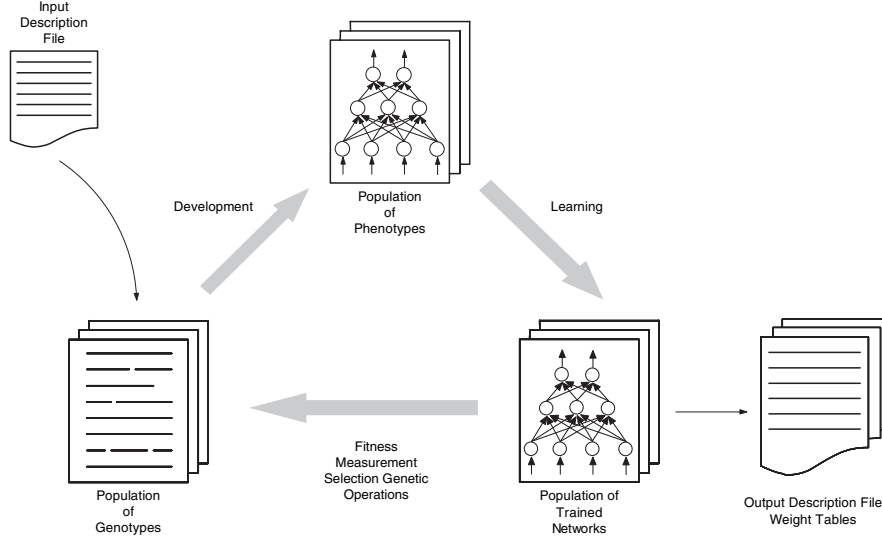 Input
Description
File
Development
Population
of
Phenotypes
Learning
Population
of
Genotypes
Fitness
Measurement
Selection Genetic
Operations
Population of
Trained
Networks
Output Description File
Weight Tables